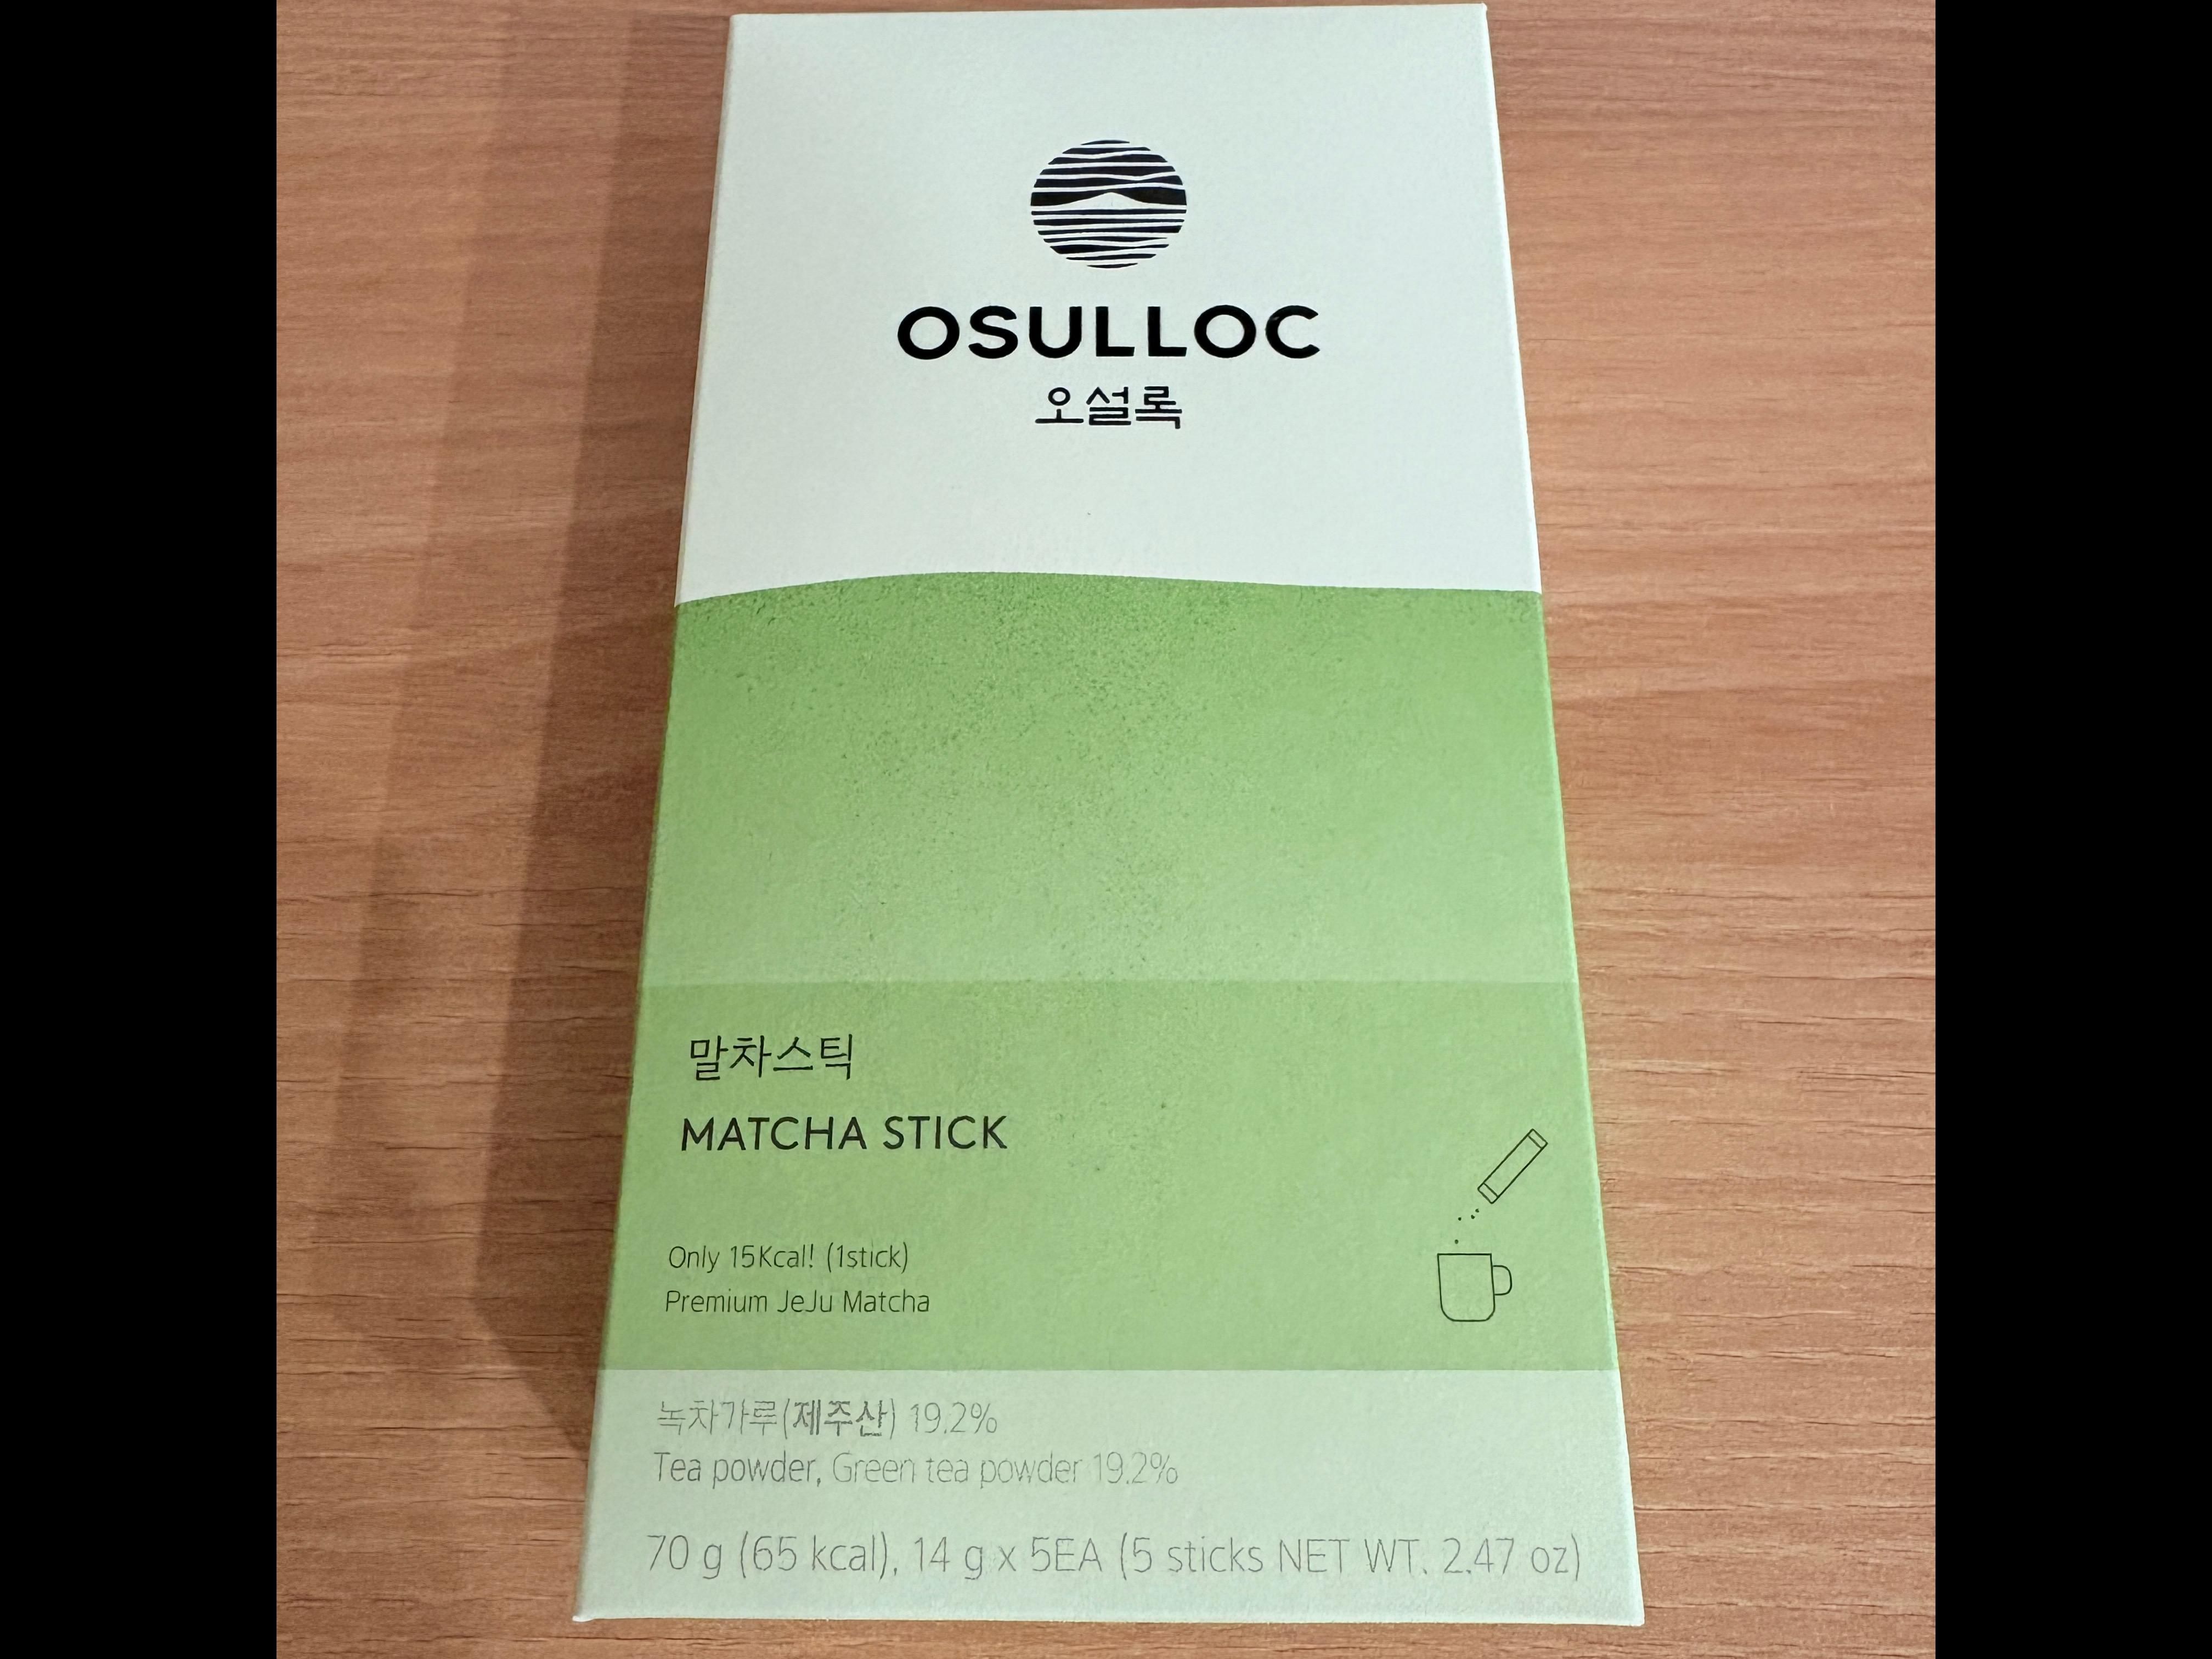 OSULLOC
오설록
말차스틱
MATCHA STICK
Only 15Kcal! (1stick)
Premium JeJu Matcha
녹차가루(제주산) 19.2%
Tea powder, Green tea powder 19.2%
70 g (65 kcal), 14 g x 5EA (5 sticks NET WT. 2.47 oz)